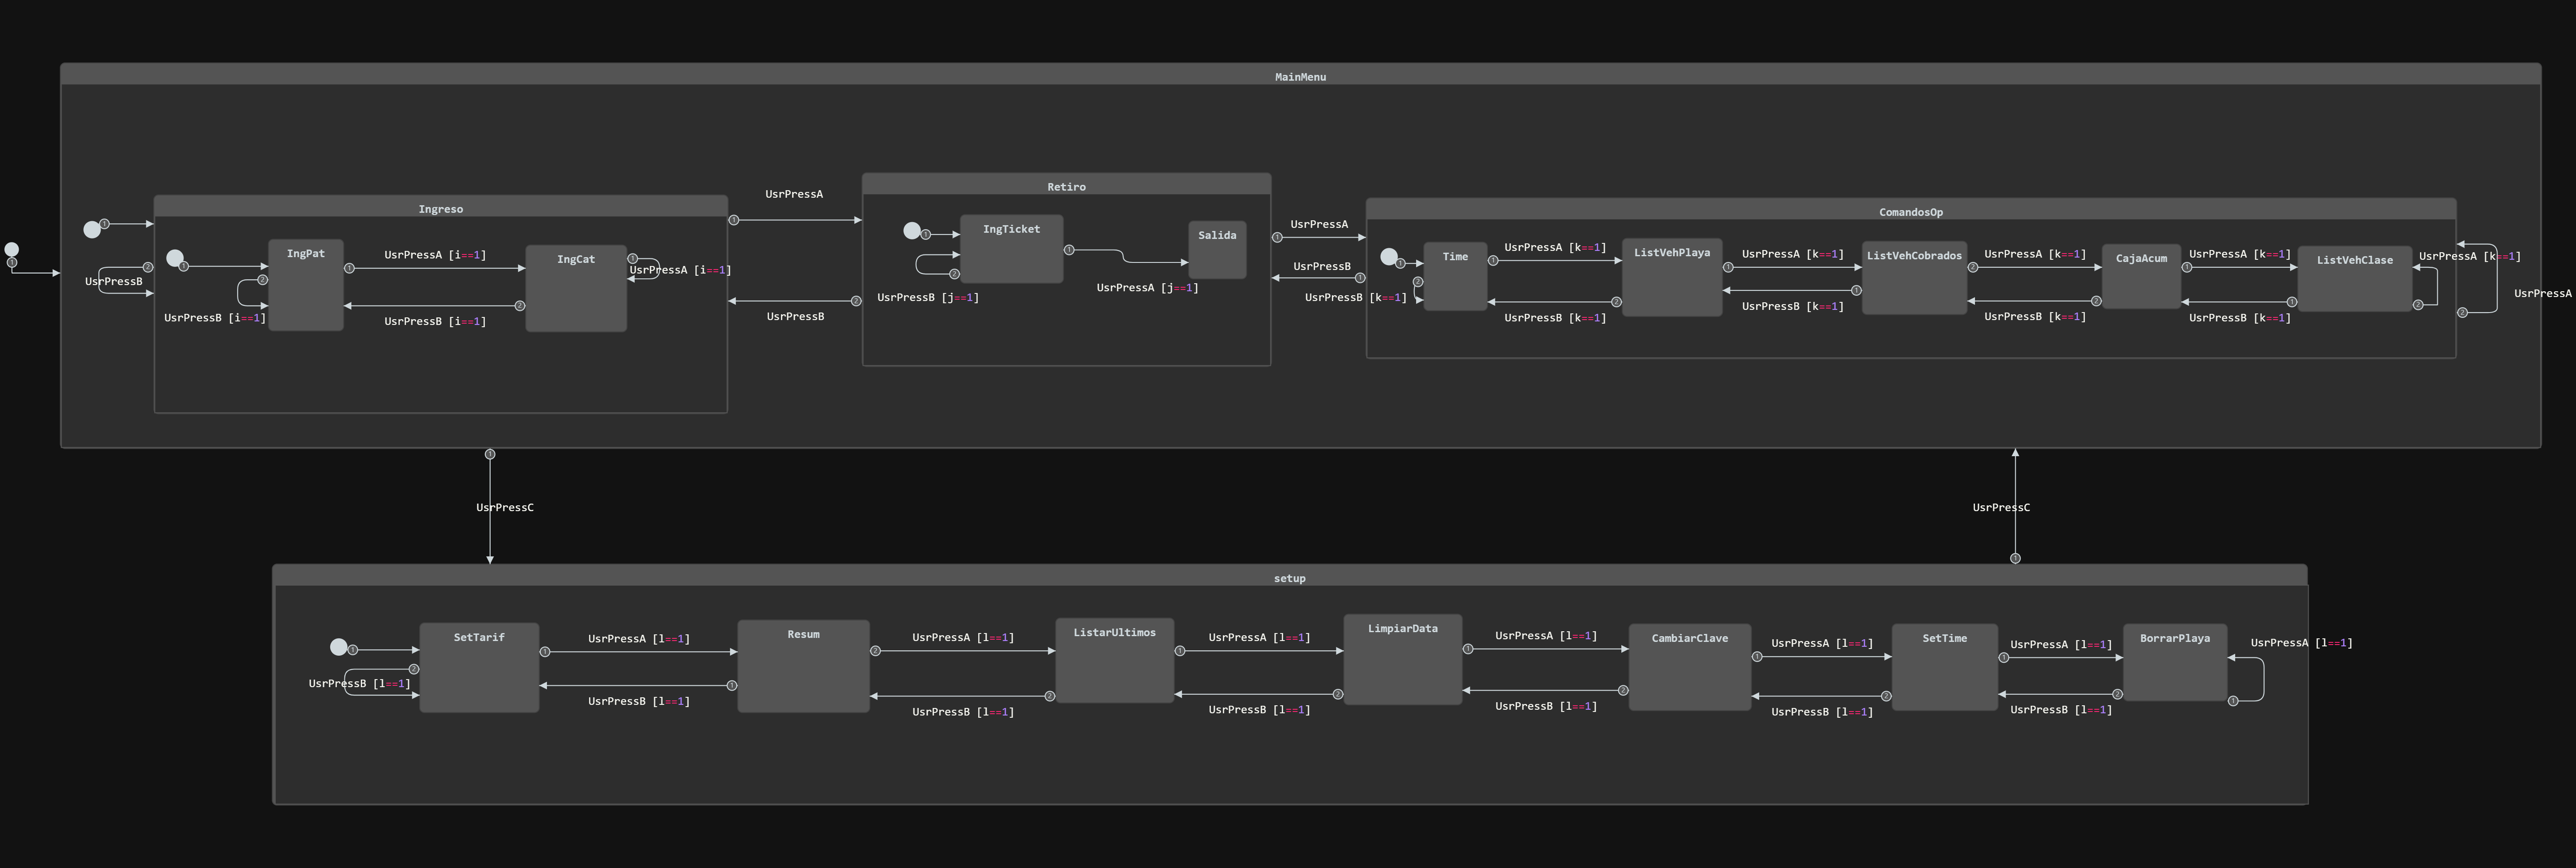 MainMenu
Ingreso
UsrPressB
IngPat
UsrPressA [i==1]
IngCat
UsrPressA [i==1]
UsrPressB [i==1]
UsrPressB [i==1]
UsrPressA
UsrPressB
Retiro
IngTicket
Salida
UsrPressB [j==1]
UsrPressA [j==1]
UsrPressA
UsrPressB
ComandosOp
Time
UsrPressB [k==1]
UsrPressA [k==1]
UsrPressB [k==1]
ListVehPlaya
UsrPressA [k==1]
UsrPressB [k==1]
ListVehCobrados
UsrPressA [k==1]
UsrPressB [k==1]
CajaAcum
UsrPressA [k==1]
UsrPressB [k==1]
ListVehClase
UsrPressA [k==1]
UsrPressA
UsrPressC
UsrPressC
setup
SetTarif
UsrPressB [l==1]
UsrPressA [l==1]
UsrPressB [l==1]
Resum
UsrPressA [l==1]
UsrPressB [l==1]
ListarUltimos
UsrPressA [l==1]
UsrPressB [l==1]
LimpiarData
UsrPressA [l==1]
UsrPressB [l==1]
CambiarClave
UsrPressA [l==1]
UsrPressB [l==1]
SetTime
UsrPressA [l==1]
UsrPressB [l==1]
BorrarPlaya
UsrPressA [l==1]